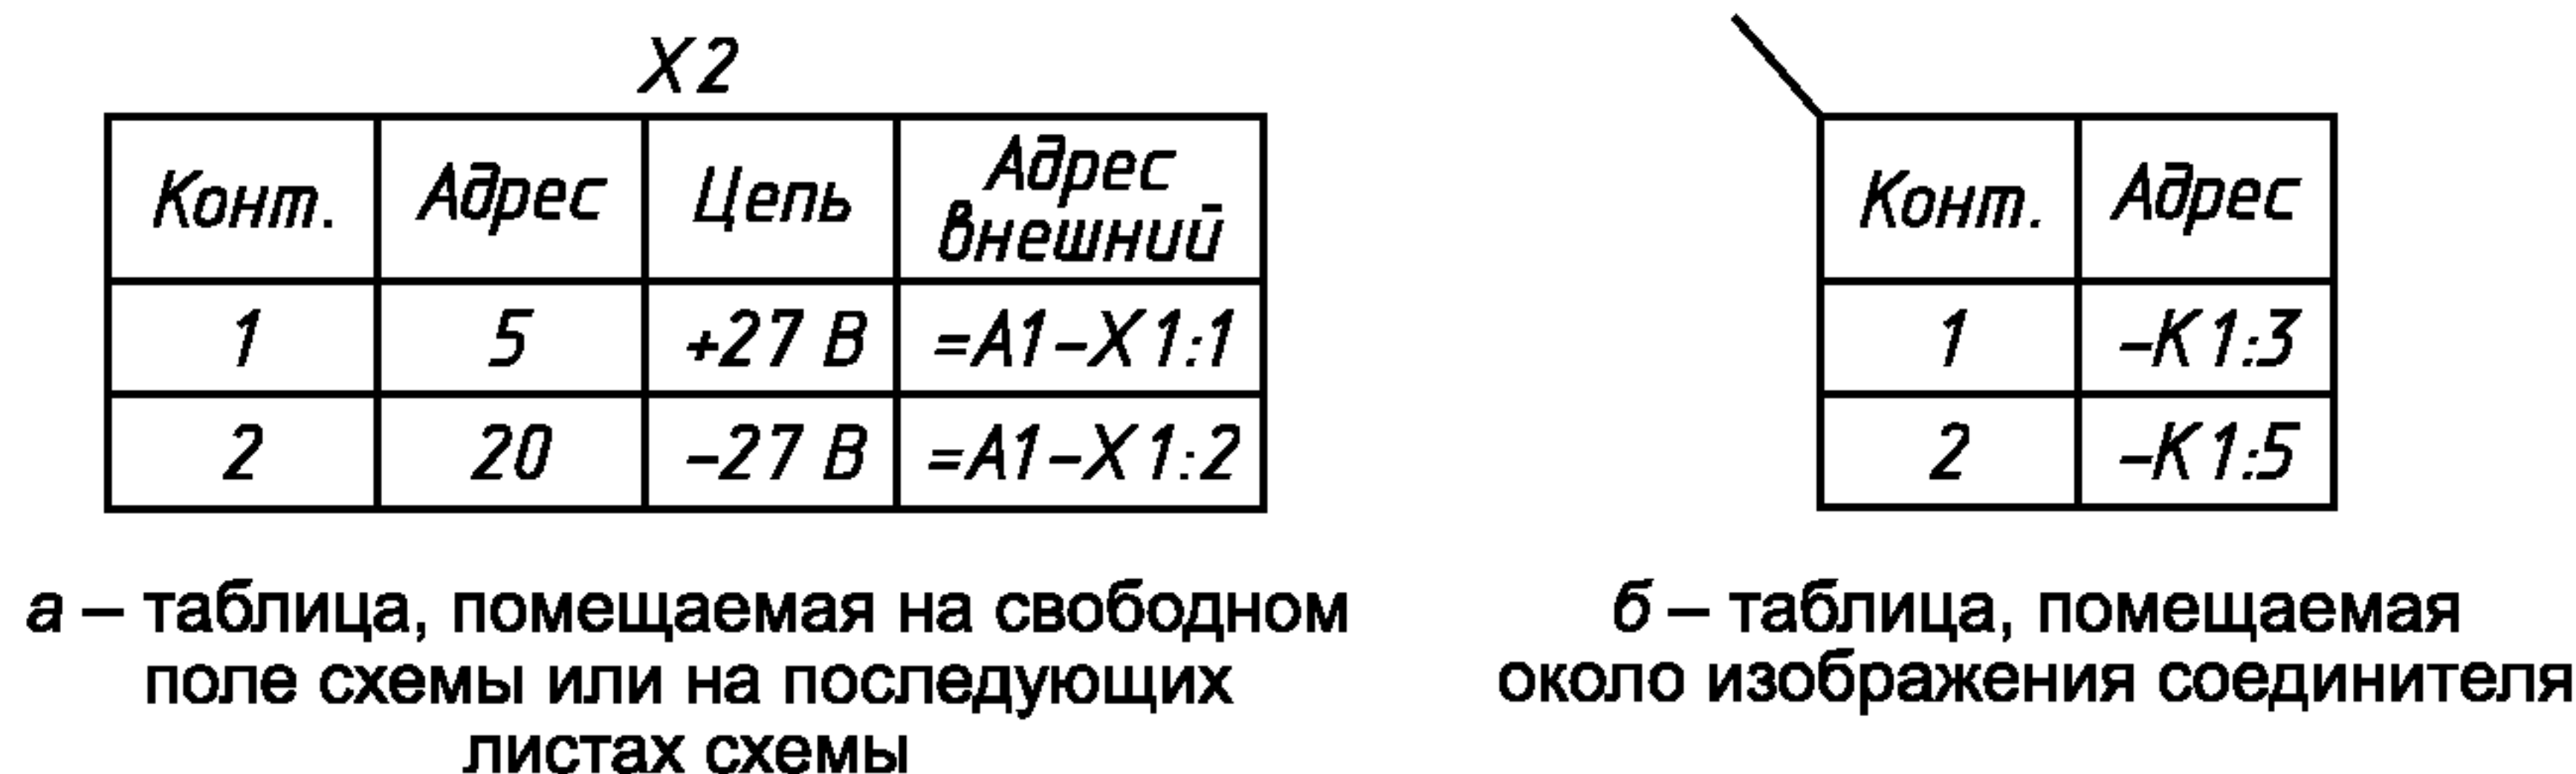 X2
Конт. Адрес Цепь Адрес внешний
1 5 +27 В =A1–X1:1
2 20 –27 В =A1–X1:2
Конт. Адрес
1 –K1:3
2 –K1:5
а – таблица, помещаемая на свободном
поле схемы или на последующих
листах схемы
б – таблица, помещаемая
около изображения соединителя